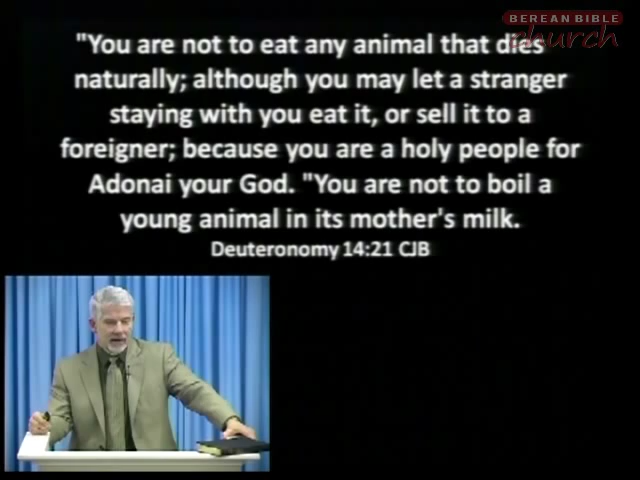 BEREAN BIBLE
church
"You are not to eat any animal that dies
naturally; although you may let a stranger
staying with you eat it, or sell it to a
foreigner; because you are a holy people for
Adonai your God. "You are not to boil a
young animal in its mother's milk.
Deuteronomy 14:21 CJB